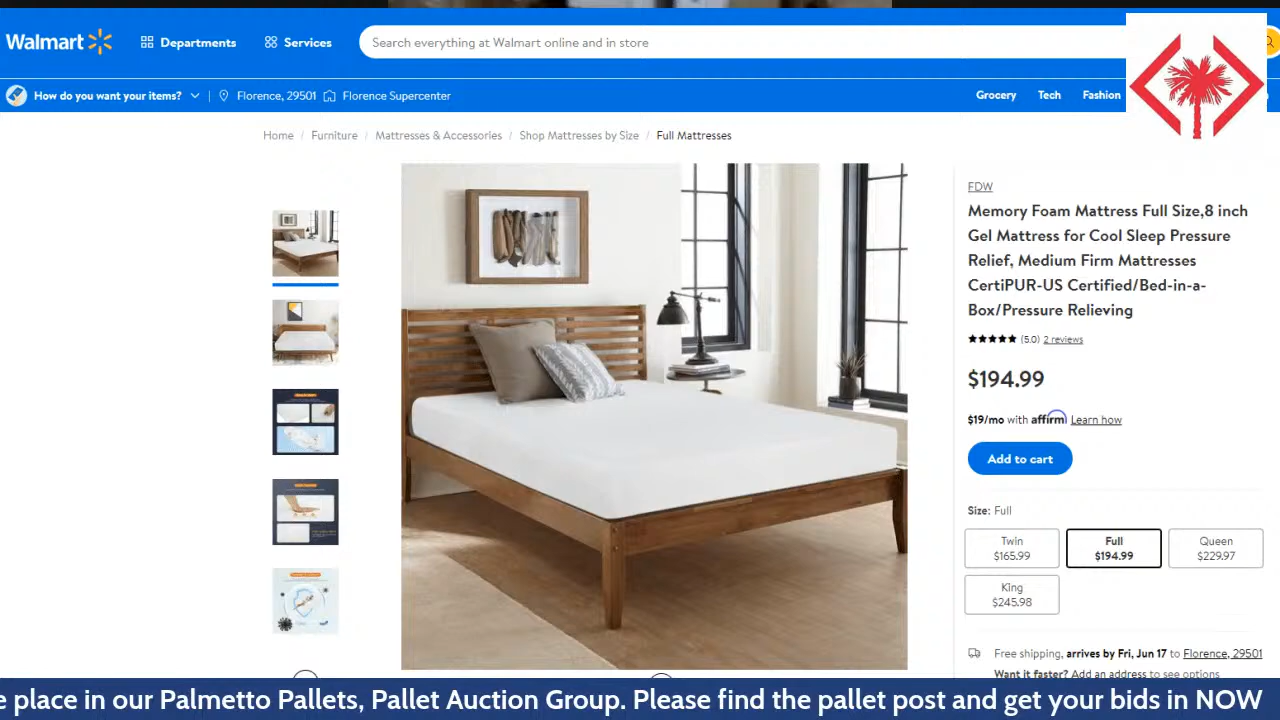 Walmart
Departments
Services
Search everything at Walmart online and in store
How do you want your items?
Florence, 29501
Florence Supercenter
Grocery
Tech
Fashion
Home / Furniture / Mattresses & Accessories / Shop Mattresses by Size / Full Mattresses
FDW
Memory Foam Mattress Full Size,8 inch
Gel Mattress for Cool Sleep Pressure
Relief, Medium Firm Mattresses
CertiPUR-US Certified/Bed-in-a-
Box/Pressure Relieving
(5.0) 2 reviews
$194.99
$19/mo with affirm Learn how
Add to cart
Size: Full
Twin
$165.99
Full
$194.99
Queen
$229.97
King
$245.98
Free shipping, arrives by Fri, Jun 17 to Florence, 29501
Want it faster? Add an address to see options
place in our Palmetto Pallets, Pallet Auction Group. Please find the pallet post and get your bids in NOW